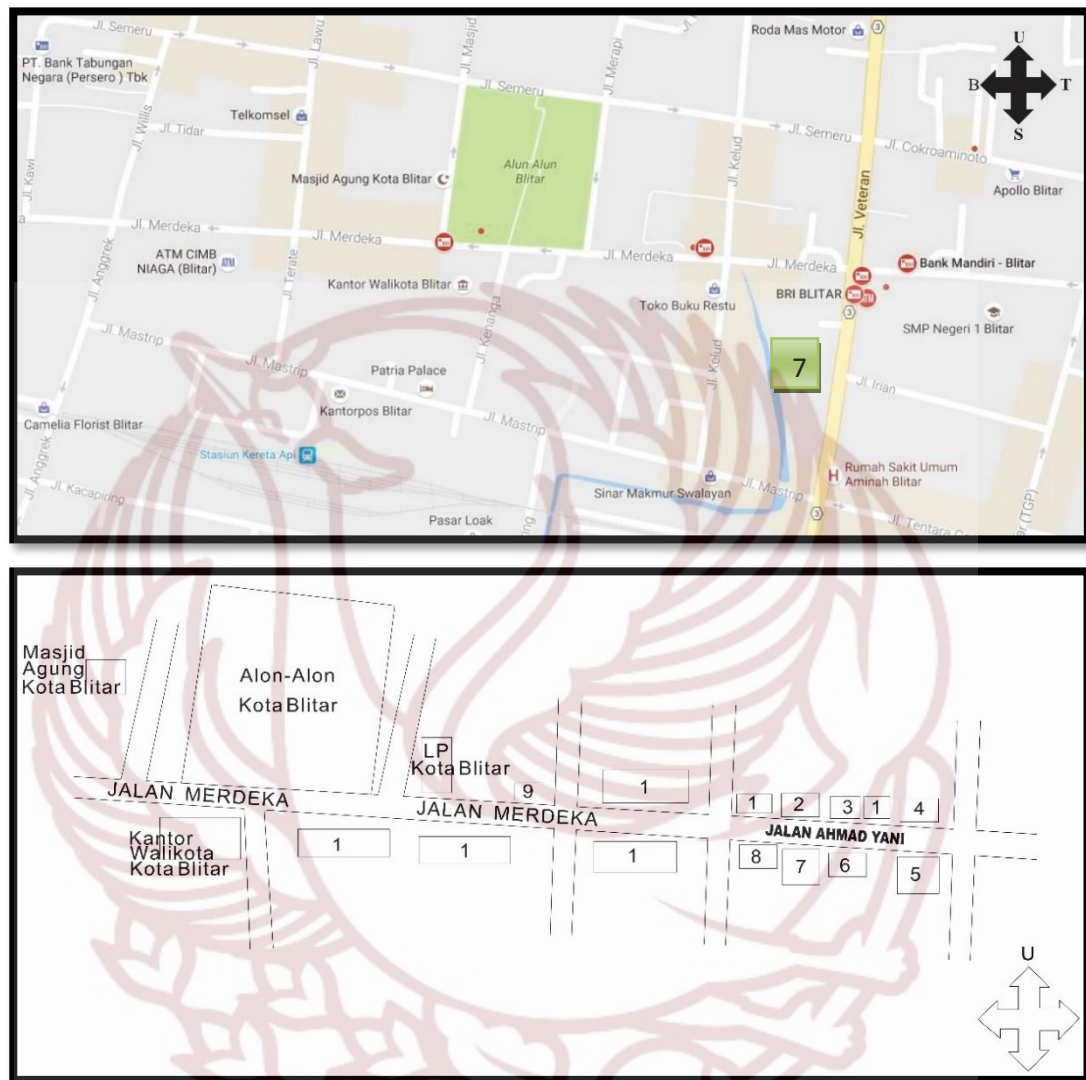 Jl. Semeru
PT. Bank Tabungan
Negara (Persero ) Tbk
Jl. Lawu
Jl. Masjid
Jl. Merapi
Roda Mas Motor
3
U
B
T
S
Telkomsel
Jl. Tidar
Jl. Willis
Jl. Kawi
Jl. Semeru
Jl. Semeru
Jl. Cokroaminoto
Apollo Blitar
Masjid Agung Kota Blitar
Alun Alun
Blitar
Jl. Kelud
Jl. Veteran
Jl. Merdeka
Jl. Merdeka
Jl. Merdeka
Jl. Merdeka
ATM CIMB
NIAGA (Blitar)
ATM
Jl. Anggrek
Jl. Terate
Kantor Walikota Blitar
Toko Buku Restu
Bank Mandiri - Blitar
BRI BLITAR
ATM
3
SMP Negeri 1 Blitar
Jl. Kenanga
Jl. Mastrip
Jl. Mastrip
Patria Palace
Kantorpos Blitar
Jl. Kelud
7
Jl. Irian
Camelia Florist Blitar
Stasiun Kereta Api
Jl. Mastrip
Jl. Anggrek
Jl. Kacapiring
Pasar Loak
Sinar Makmur Swalayan
Jl. Mastrip
H
Rumah Sakit Umum
Aminah Blitar
3
Jl. Tentara
(TGP)
Masjid
Agung
Kota Blitar
Alon-Alon
Kota Blitar
LP
Kota Blitar
9
1
1
2
3
1
4
JALAN MERDEKA
JALAN MERDEKA
JALAN AHMAD YANI
Kantor
Walikota
Kota Blitar
1
1
1
8
7
6
5
U